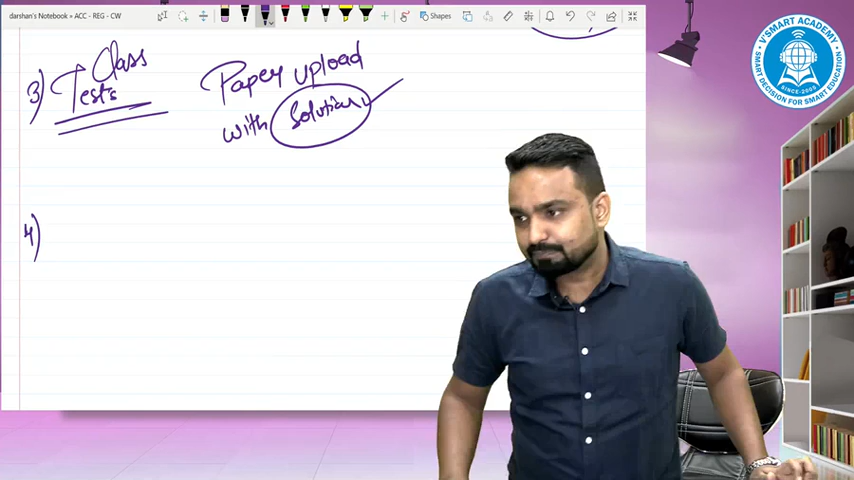 darshan's Notebook » ACC - REG - CW
Shapes
3) Class
Tests
Paper upload
with Solution
4)
V'SMART ACADEMY
SINCE-2005
SMART DECISION FOR SMART EDUCATION